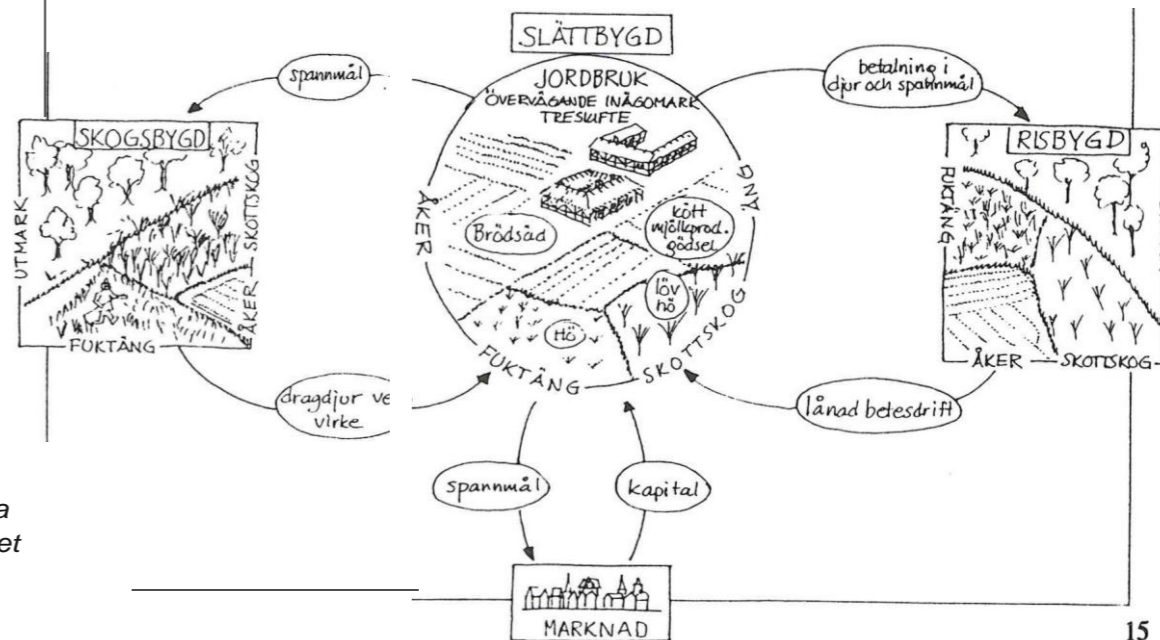 SLÄTTBYGD
JORDBRUK
ÖVERVÄGANDE INÄGOMARK
TRESKIFTE
ÅKER
ÄNG
Brödsäd
kött
mjölkprod.
gödsel
löv
hö
Hö
FUKTÄNG
SKOTTSKOG
spannmål
SKOGSBYGD
UTMARK
ÅKER
SKOTTSKOG
FUKTÄNG
dragdjur
virke
betalning i
djur och spannmål
RISBYGD
FUKTÄNG
ÅKER
SKOTTSKOG
lånad betesdrift
spannmål
kapital
MARKNAD
a
et
15